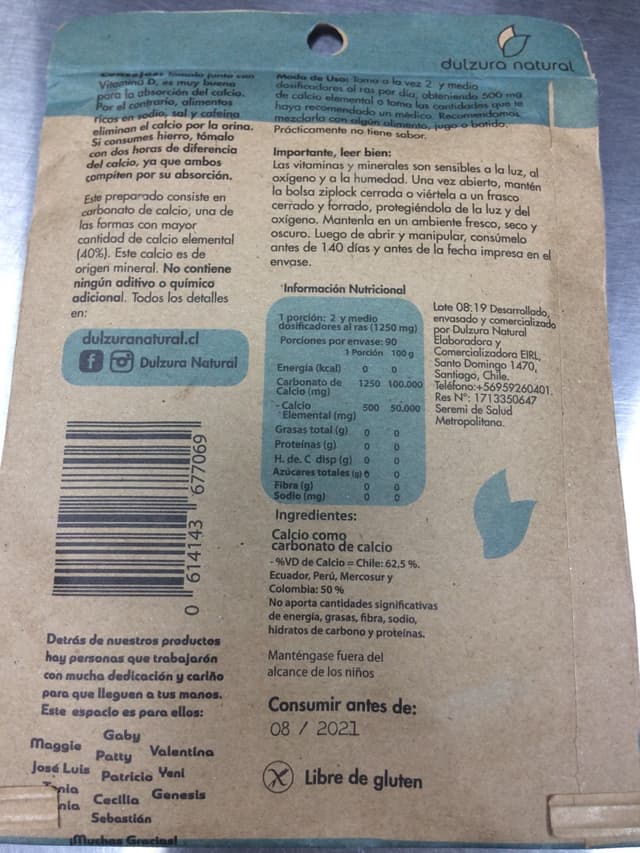 dulzura natural
Consejos: Tómalo junto con
Vitamina D, es muy buena
para la absorción del calcio.
Por el contrario, alimentos
ricos en sodio, sal y cafeína
eliminan el calcio por la orina.
Si consumes hierro, tómalo
con dos horas de diferencia
del calcio, ya que ambos
compiten por su absorción.
Este preparado consiste en
carbonato de calcio, una de
las formas con mayor
cantidad de calcio elemental
(40%). Este calcio es de
origen mineral. No contiene
ningún aditivo o químico
adicional. Todos los detalles
en:
dulzuranatural.cl
Dulzura Natural
0 614143 677069
Detrás de nuestros productos
hay personas que trabajarón
con mucha dedicación y cariño
para que lleguen a tus manos.
Este espacio es para ellos:
Gaby
Maggie Patty Valentina
José Luis Patricio Yeni
Tania
nia Cecilia Genesis
Sebastián
¡Muchas Gracias!
Modo de Uso: Toma a la vez 2 y medio
dosificadores al ras por día, obteniendo 500 mg
de calcio elemental o toma las cantidades que te
haya recomendado un médico. Recomendamos
mezclarla con algún alimento, jugo o batido.
Prácticamente no tiene sabor.
Importante, leer bien:
Las vitaminas y minerales son sensibles a la luz, al
oxígeno y a la humedad. Una vez abierto, mantén
la bolsa ziplock cerrada o viértela a un frasco
cerrado y forrado, protegiéndola de la luz y del
oxígeno. Mantenla en un ambiente fresco, seco y
oscuro. Luego de abrir y manipular, consúmelo
antes de 140 días y antes de la fecha impresa en el
envase.
Información Nutricional
1 porción: 2 y medio
dosificadores al ras (1250 mg)
Porciones por envase: 90
1 Porción 100 g
Energía (kcal) 0 0
Carbonato de 1250 100.000
Calcio (mg)
- Calcio 500 50.000
Elemental (mg)
Grasas total (g) 0 0
Proteínas (g) 0 0
H. de. C disp (g) 0 0
Azúcares totales (g) 0 0
Fibra (g) 0 0
Sodio (mg) 0 0
Lote 08:19 Desarrollado,
envasado y comercializado
por Dulzura Natural
Elaboradora y
Comercializadora EIRL,
Santo Domingo 1470,
Santiago, Chile.
Teléfono:+56959260401.
Res Nº: 1713350647
Seremi de Salud
Metropolitana.
Ingredientes:
Calcio como
carbonato de calcio
- %VD de Calcio = Chile: 62,5 %.
Ecuador, Perú, Mercosur y
Colombia: 50 %
No aporta cantidades significativas
de energía, grasas, fibra, sodio,
hidratos de carbono y proteínas.
Manténgase fuera del
alcance de los niños
Consumir antes de:
08 / 2021
Libre de gluten